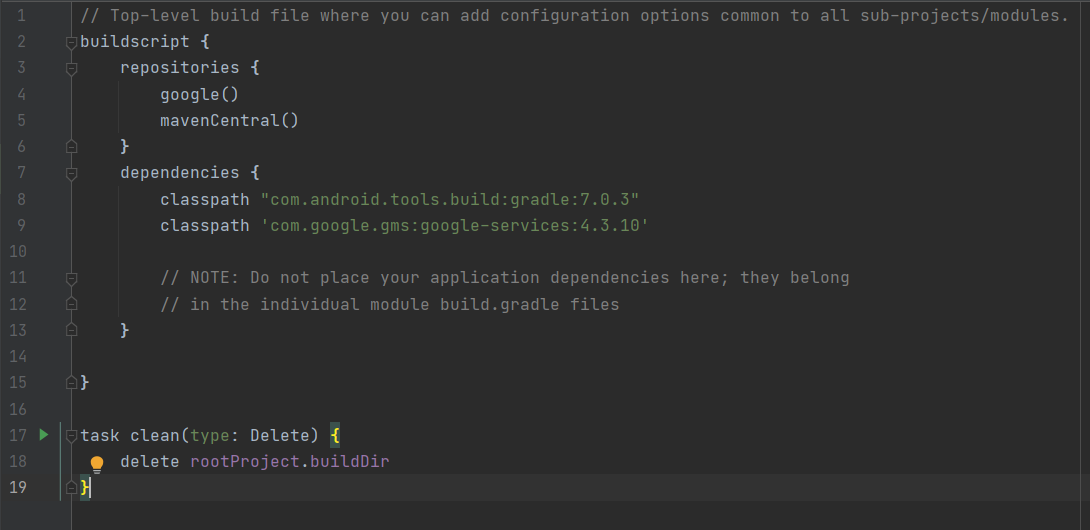 1 // Top-level build file where you can add configuration options common to all sub-projects/modules.
2 buildscript {
3     repositories {
4         google()
5         mavenCentral()
6     }
7     dependencies {
8         classpath "com.android.tools.build:gradle:7.0.3"
9         classpath 'com.google.gms:google-services:4.3.10'
10
11         // NOTE: Do not place your application dependencies here; they belong
12         // in the individual module build.gradle files
13     }
14
15 }
16
17 task clean(type: Delete) {
18     delete rootProject.buildDir
19 }